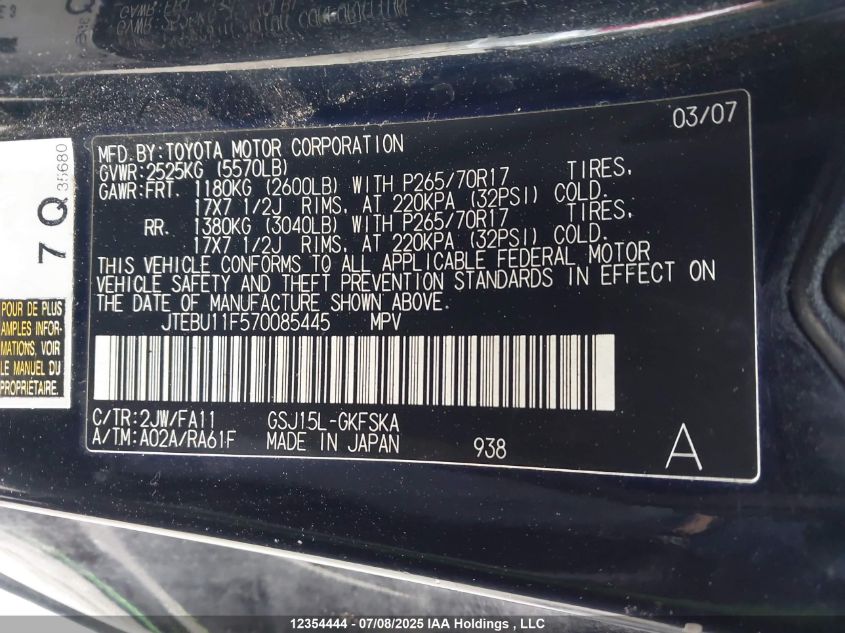 03/07
MFD. BY: TOYOTA MOTOR CORPORATION
GVWR: 2525KG (5570LB)
GAWR: FRT. 1180KG (2600LB) WITH P265/70R17 TIRES,
17X7 1/2J RIMS, AT 220KPA (32PSI) COLD.
RR. 1380KG (3040LB) WITH P265/70R17 TIRES,
17X7 1/2J RIMS, AT 220KPA (32PSI) COLD.
THIS VEHICLE CONFORMS TO ALL APPLICABLE FEDERAL MOTOR
VEHICLE SAFETY AND THEFT PREVENTION STANDARDS IN EFFECT ON
THE DATE OF MANUFACTURE SHOWN ABOVE.
JTEBU11F570085445 MPV
C/TR: 2JW/FA11 GSJ15L-GKFSKA
A/TM: A02A/RA61F MADE IN JAPAN 938 A
7 Q 35680
POUR DE PLUS
AMPLES INFOR-
MATIONS, VOIR
LE MANUEL DU
PROPRIÉTAIRE.
12354444 - 07/08/2025 IAA Holdings, LLC